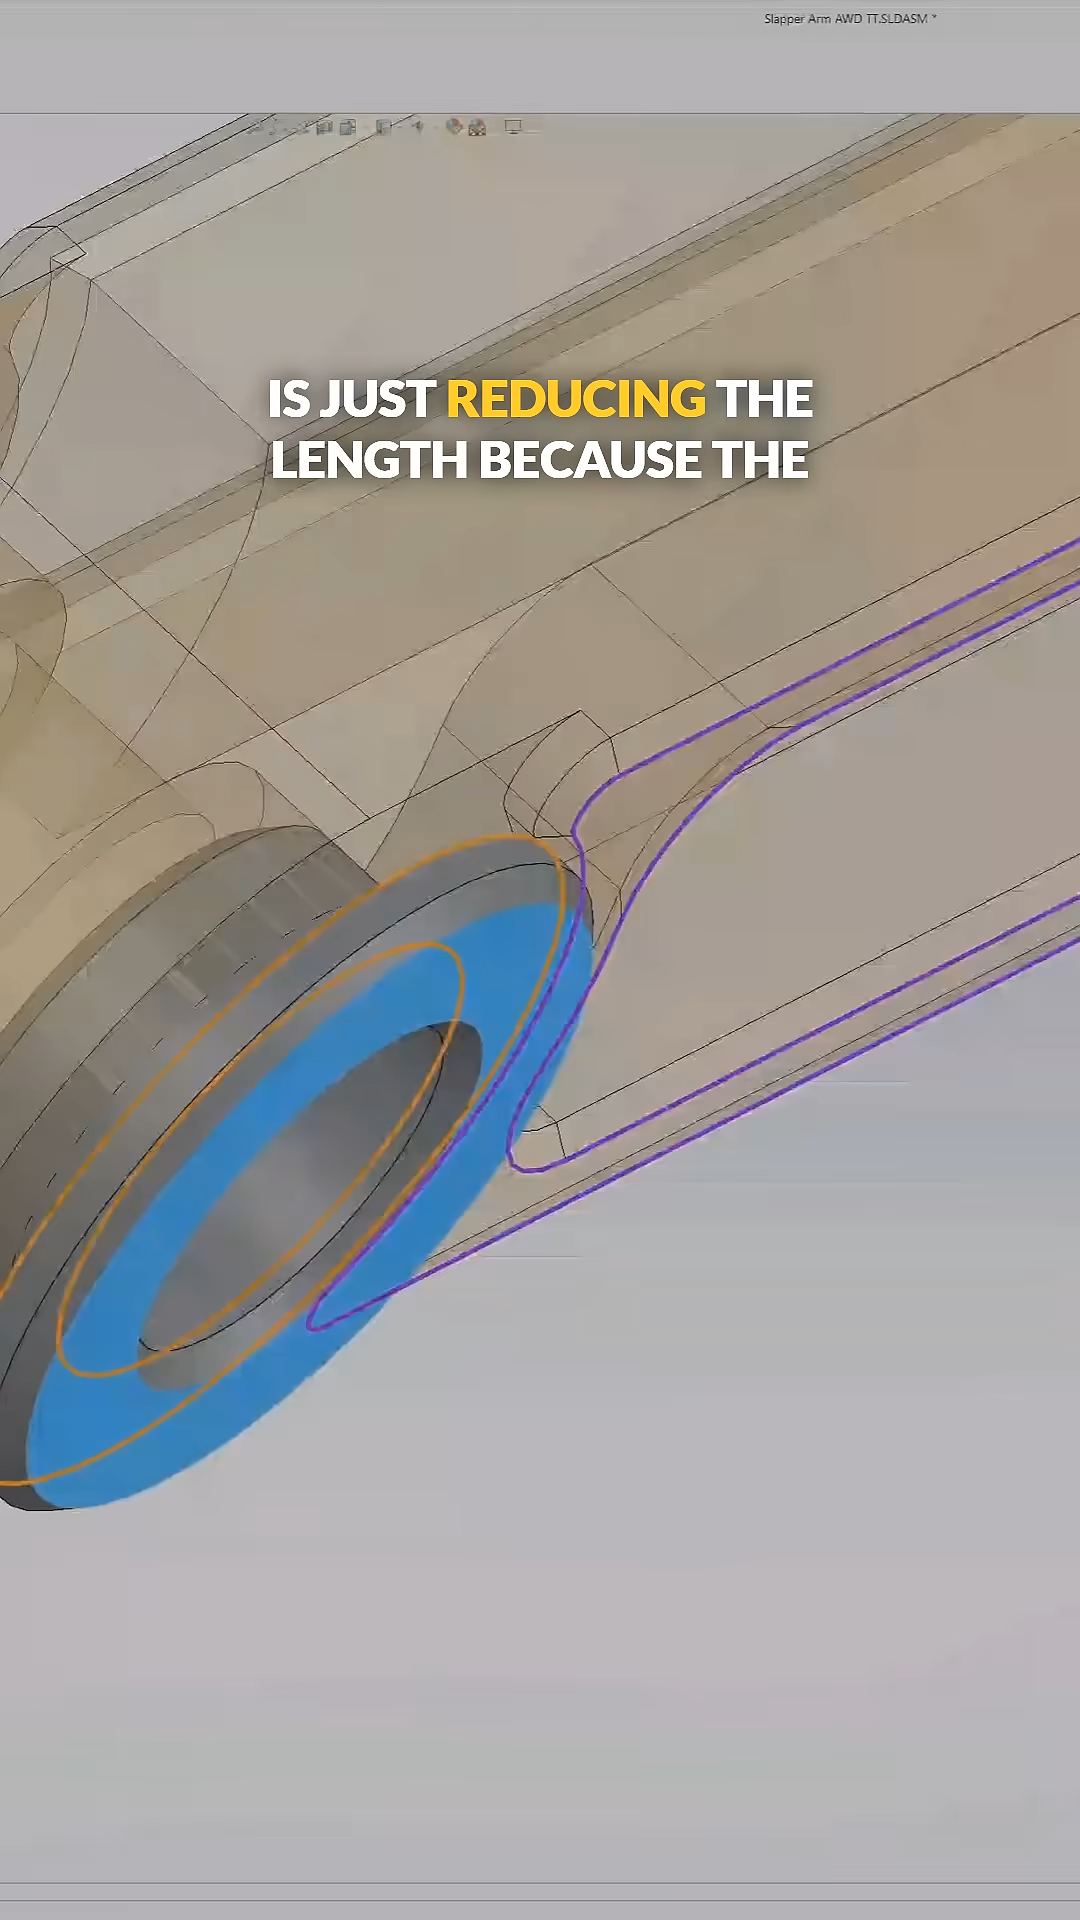 Slapper Arm AWD TT.SLDASM *
IS JUST REDUCING THE
LENGTH BECAUSE THE